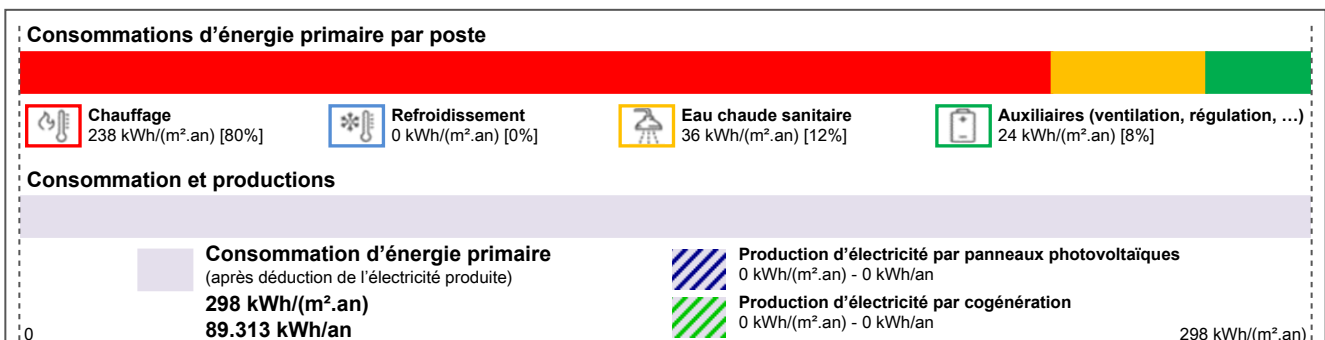 Consommations d'énergie primaire par poste
Chauffage
238 kWh/(m².an) [80%]
Refroidissement
0 kWh/(m².an) [0%]
Eau chaude sanitaire
36 kWh/(m².an) [12%]
Auxiliaires (ventilation, régulation, …)
24 kWh/(m².an) [8%]
Consommation et productions
Consommation d'énergie primaire
(après déduction de l'électricité produite)
298 kWh/(m².an)
89.313 kWh/an
Production d'électricité par panneaux photovoltaïques
0 kWh/(m².an) - 0 kWh/an
Production d'électricité par cogénération
0 kWh/(m².an) - 0 kWh/an
0
298 kWh/(m².an)